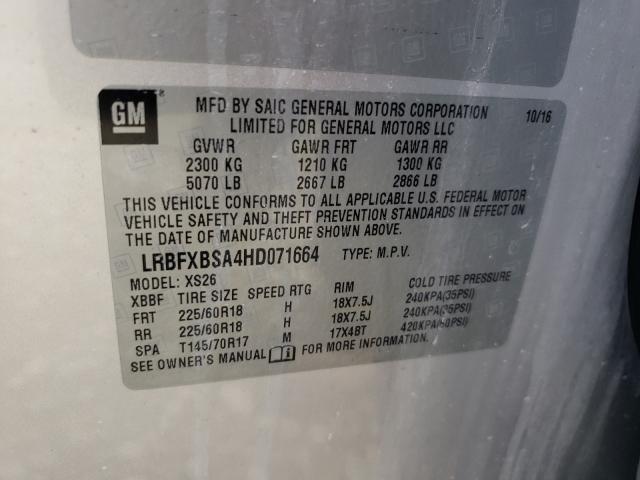 GM
MFD BY SAIC GENERAL MOTORS CORPORATION 10/16
LIMITED FOR GENERAL MOTORS LLC
GVWR GAWR FRT GAWR RR
2300 KG 1210 KG 1300 KG
5070 LB 2667 LB 2866 LB
THIS VEHICLE CONFORMS TO ALL APPLICABLE U.S. FEDERAL MOTOR
VEHICLE SAFETY AND THEFT PREVENTION STANDARDS IN EFFECT ON
THE DATE OF MANUFACTURE SHOWN ABOVE.
LRBFXBSA4HD071664 TYPE: M.P.V.
MODEL: XS26
XBBF TIRE SIZE SPEED RTG RIM COLD TIRE PRESSURE
FRT 225/60R18 H 18X7.5J 240KPA(35PSI)
RR 225/60R18 H 18X7.5J 240KPA(35PSI)
SPA T145/70R17 M 17X4BT 420KPA(60PSI)
SEE OWNER'S MANUAL FOR MORE INFORMATION.